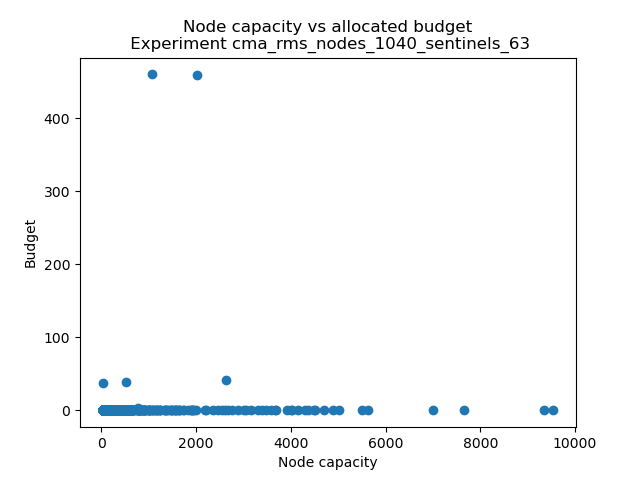 Node capacity vs allocated budget
Experiment cma_rms_nodes_1040_sentinels_63
400
300
200
100
0
Budget
0 2000 4000 6000 8000 10000
Node capacity